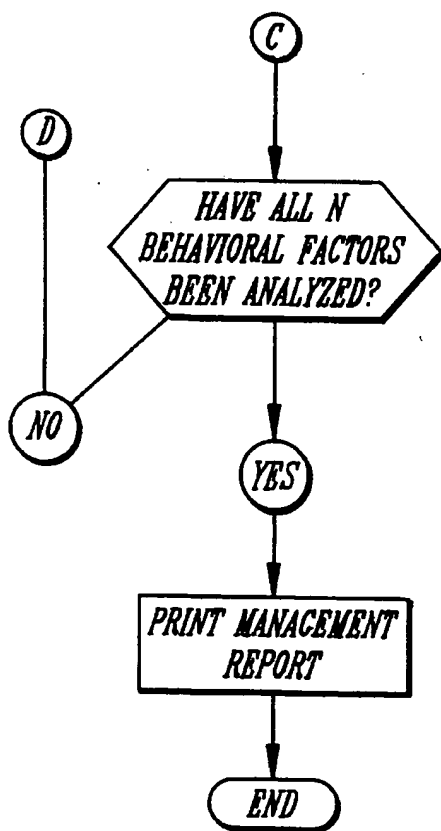 C
D
HAVE ALL N
BEHAVIORAL FACTORS
BEEN ANALYZED?
NO
YES
PRINT MANAGEMENT
REPORT
END